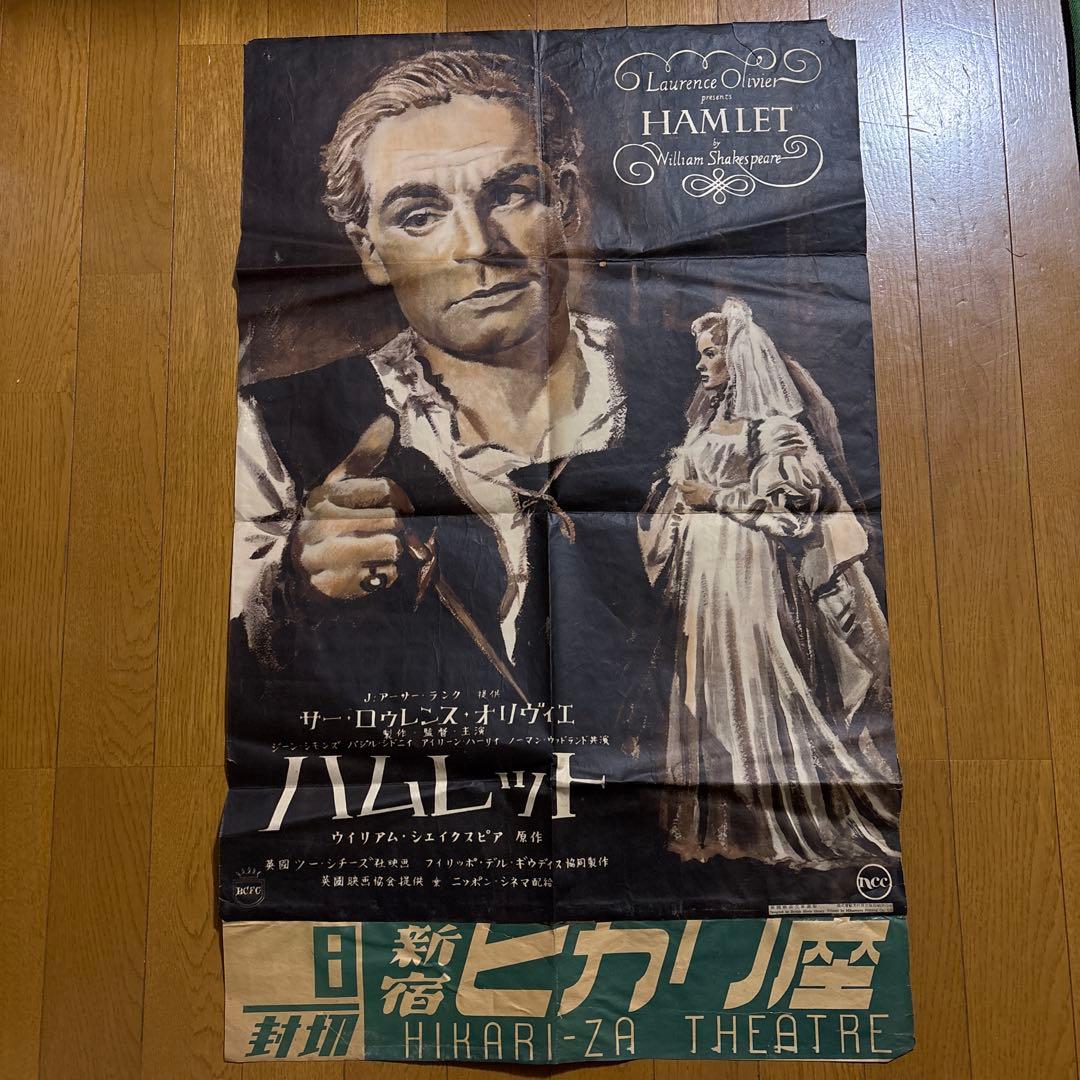 Laurence Olivier
presents
HAMLET
by
William Shakespeare
J・アーサー・ランク 提供
サー・ロゥレンス・オリヴィエ
製作・監督・主演
ジーン・シモンズ バジル・シドニイ アイリーン・ハーリイ ノーマン・ウッドランド共演
ハムレット
ウイリアム・シェイクスピア 原作
英國 ツー・シチーズ社映画 フィリッポ・デル・ギウディス 協同製作
英國映画協会提供 ★ ニッポン・シネマ配給
BCFC
NCC
8
封切
新宿 ヒカリ座
HIKARI-ZA THEATRE